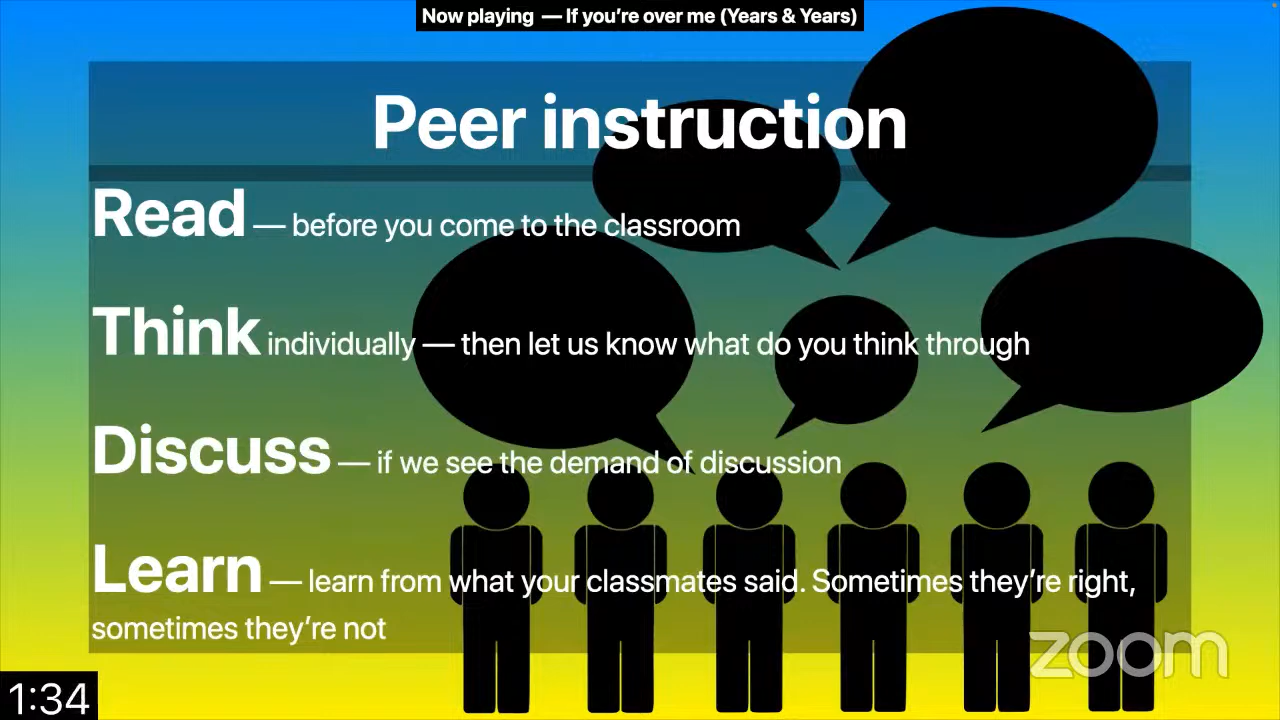 Now playing — If you’re over me (Years & Years)
Peer instruction
Read — before you come to the classroom
Think individually — then let us know what do you think through
Discuss — if we see the demand of discussion
Learn — learn from what your classmates said. Sometimes they’re right,
sometimes they’re not
zoom
1:34